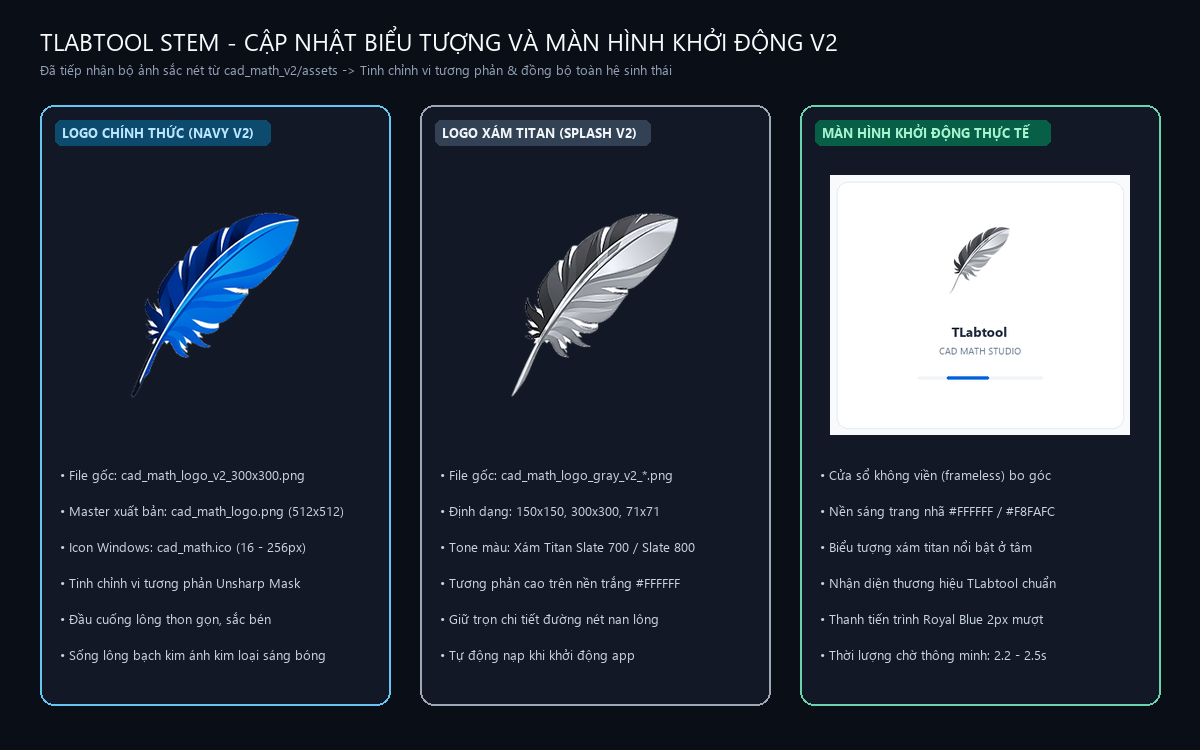 TLABTOOL STEM - CẬP NHẬT BIỂU TƯỢNG VÀ MÀN HÌNH KHỞI ĐỘNG V2
Đã tiếp nhận bộ ảnh sắc nét từ cad_math_v2/assets -> Tinh chỉnh vi tương phản & đồng bộ toàn hệ sinh thái
LOGO CHÍNH THỨC (NAVY V2)
• File gốc: cad_math_logo_v2_300x300.png
• Master xuất bản: cad_math_logo.png (512x512)
• Icon Windows: cad_math.ico (16 - 256px)
• Tinh chỉnh vi tương phản Unsharp Mask
• Đầu cuống lông thon gọn, sắc bén
• Sống lông bạch kim ánh kim loại sáng bóng
LOGO XÁM TITAN (SPLASH V2)
• File gốc: cad_math_logo_gray_v2_*.png
• Định dạng: 150x150, 300x300, 71x71
• Tone màu: Xám Titan Slate 700 / Slate 800
• Tương phản cao trên nền trắng #FFFFFF
• Giữ trọn chi tiết đường nét nan lông
• Tự động nạp khi khởi động app
MÀN HÌNH KHỞI ĐỘNG THỰC TẾ
TLabtool
CAD MATH STUDIO
• Cửa sổ không viền (frameless) bo góc
• Nền sáng trang nhã #FFFFFF / #F8FAFC
• Biểu tượng xám titan nổi bật ở tâm
• Nhận diện thương hiệu TLabtool chuẩn
• Thanh tiến trình Royal Blue 2px mượt
• Thời lượng chờ thông minh: 2.2 - 2.5s